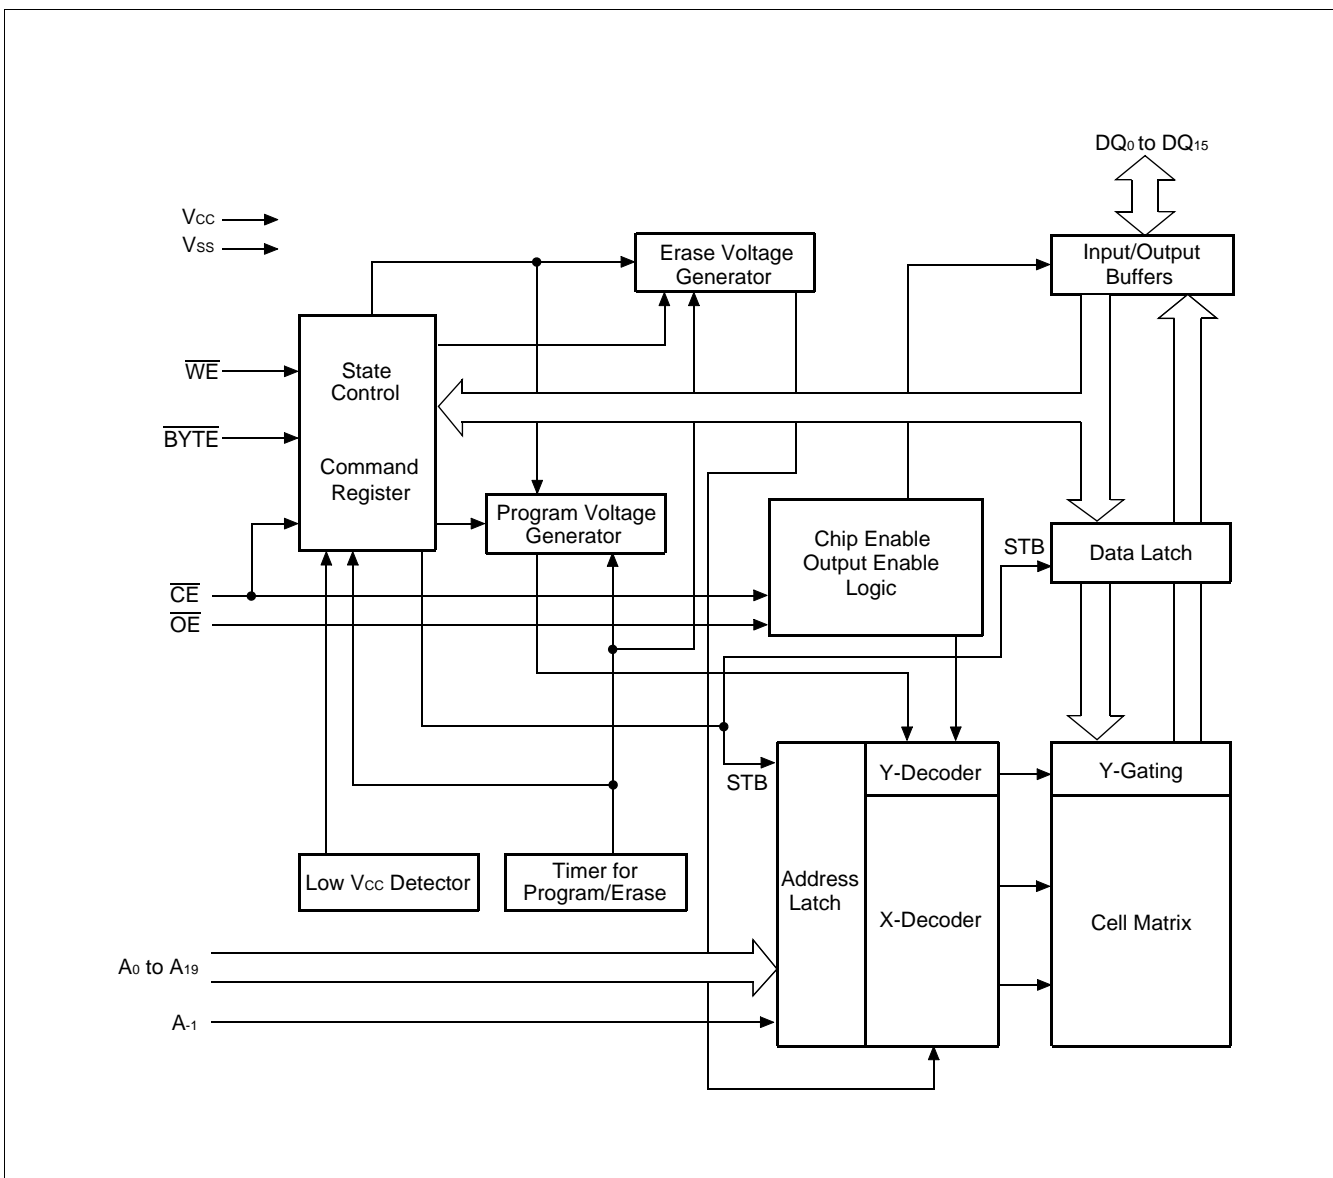 DQ0 to DQ15
VCC
VSS
Erase Voltage
Generator
Input/Output
Buffers
WE
State
Control
BYTE
Command
Register
Program Voltage
Generator
Chip Enable
Output Enable
Logic
STB
Data Latch
CE
OE
STB
Y-Decoder
Y-Gating
Low VCC Detector
Timer for
Program/Erase
Address
Latch
X-Decoder
Cell Matrix
A0 to A19
A-1